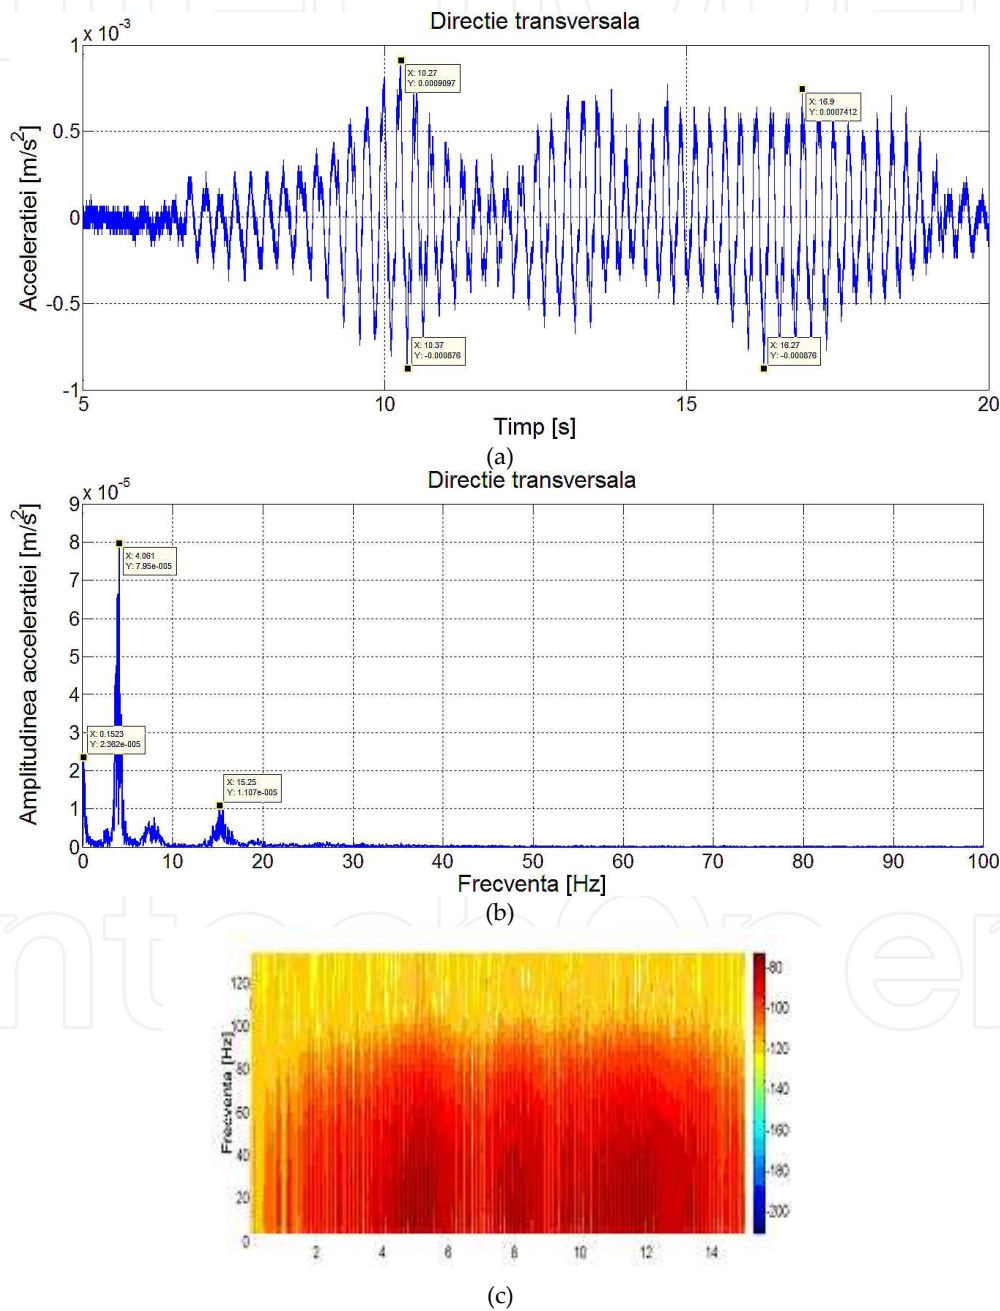 Directie transversala
1 x 10-3
X: 10.27
Y: 0.0009097
X: 16.9
Y: 0.0007412
0.5
0
-0.5
X: 10.37
Y: -0.000876
X: 16.27
Y: -0.000876
-1
5 10 15 20
Acceleratiei [m/s2]
Timp [s]
(a)
Directie transversala
9 x 10-5
8
X: 4.061
Y: 7.95e-005
7
6
5
4
3
X: 0.1523
Y: 2.362e-005
2
X: 15.25
Y: 1.107e-005
1
0
0 10 20 30 40 50 60 70 80 90 100
Amplitudinea acceleratiei [m/s2]
Frecventa [Hz]
(b)
120
100
80
60
40
20
0
Frecventa [Hz]
2 4 6 8 10 12 14
-80
-100
-120
-140
-160
-180
-200
(c)